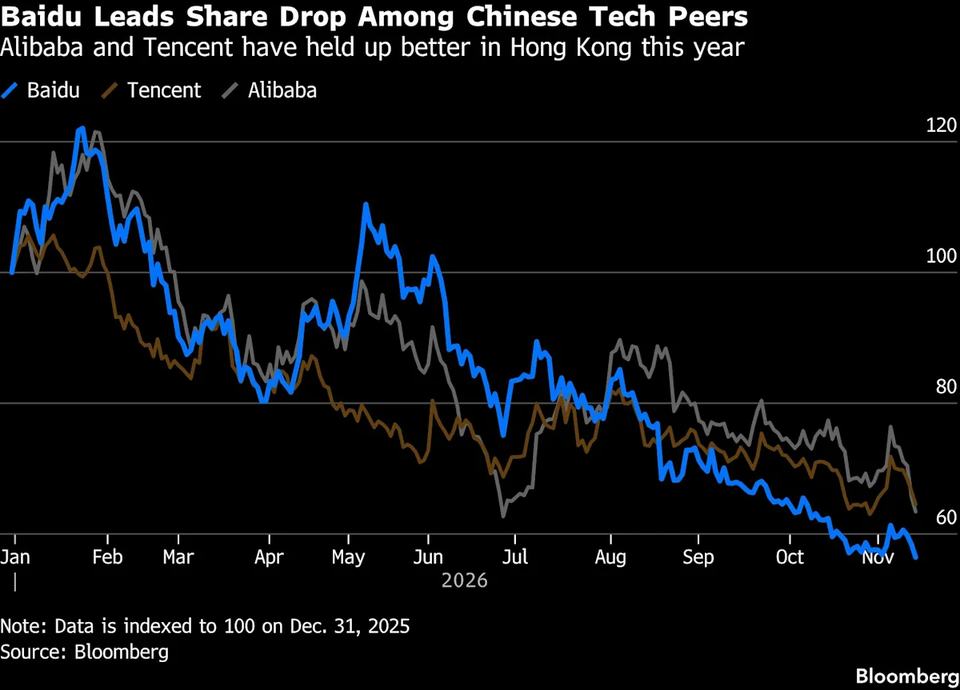 Baidu Leads Share Drop Among Chinese Tech Peers
Alibaba and Tencent have held up better in Hong Kong this year
Baidu Tencent Alibaba
120
100
80
60
Jan Feb Mar Apr May Jun Jul Aug Sep Oct Nov
2026
Note: Data is indexed to 100 on Dec. 31, 2025
Source: Bloomberg
Bloomberg